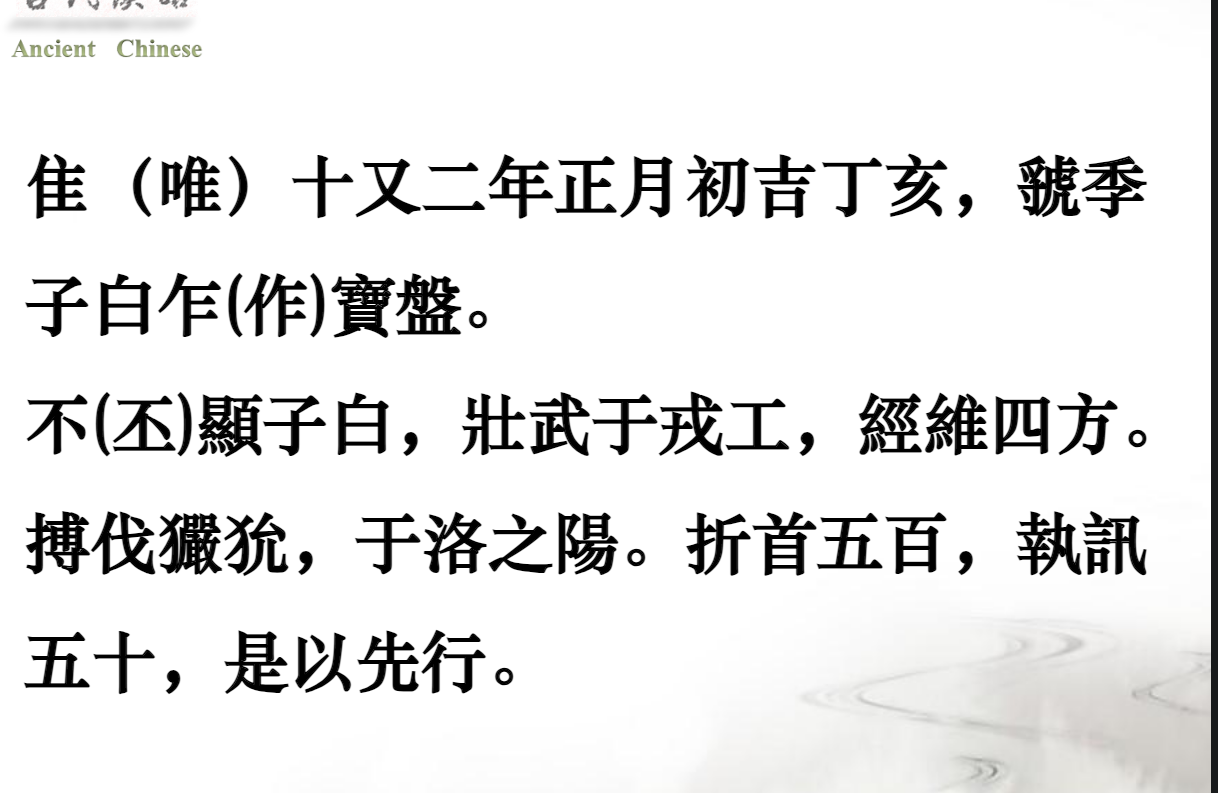 Ancient Chinese
隹（唯）十又二年正月初吉丁亥，虢季
子白乍(作)寶盤。
不(丕)顯子白，壯武于戎工，經維四方。
搏伐玁狁，于洛之陽。折首五百，執訊
五十，是以先行。